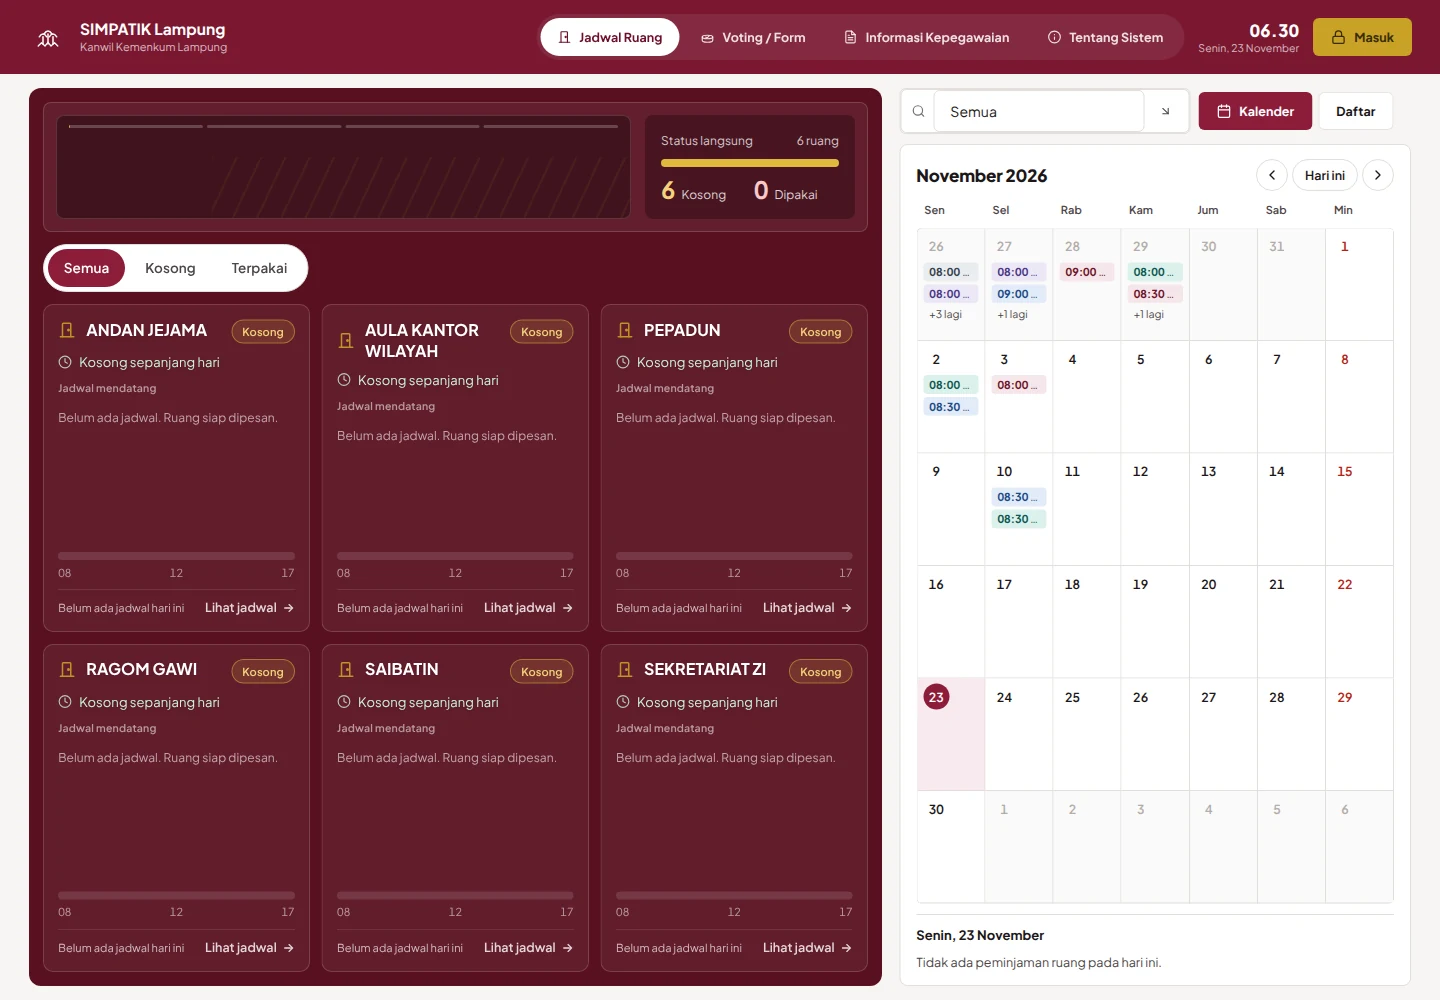 SIMPATIK Lampung
Kanwil Kemenkum Lampung
Jadwal Ruang
Voting / Form
Informasi Kepegawaian
Tentang Sistem
06.30
Senin, 23 November
Masuk
Status langsung
6 ruang
6 Kosong
0 Dipakai
Semua
Kosong
Terpakai
ANDAN JEJAMA
Kosong
Kosong sepanjang hari
Jadwal mendatang
Belum ada jadwal. Ruang siap dipesan.
08 12 17
Belum ada jadwal hari ini
Lihat jadwal
AULA KANTOR
WILAYAH
Kosong
Kosong sepanjang hari
Jadwal mendatang
Belum ada jadwal. Ruang siap dipesan.
08 12 17
Belum ada jadwal hari ini
Lihat jadwal
PEPADUN
Kosong
Kosong sepanjang hari
Jadwal mendatang
Belum ada jadwal. Ruang siap dipesan.
08 12 17
Belum ada jadwal hari ini
Lihat jadwal
RAGOM GAWI
Kosong
Kosong sepanjang hari
Jadwal mendatang
Belum ada jadwal. Ruang siap dipesan.
08 12 17
Belum ada jadwal hari ini
Lihat jadwal
SAIBATIN
Kosong
Kosong sepanjang hari
Jadwal mendatang
Belum ada jadwal. Ruang siap dipesan.
08 12 17
Belum ada jadwal hari ini
Lihat jadwal
SEKRETARIAT ZI
Kosong
Kosong sepanjang hari
Jadwal mendatang
Belum ada jadwal. Ruang siap dipesan.
08 12 17
Belum ada jadwal hari ini
Lihat jadwal
Semua
Kalender
Daftar
November 2026
Hari ini
Sen Sel Rab Kam Jum Sab Min
26 27 28 29 30 31 1
08:00 ... 08:00 ... 09:00 ... 08:00 ...
08:00 ... 09:00 ... 08:30 ...
+3 lagi +1 lagi +1 lagi
2 3 4 5 6 7 8
08:00 ... 08:00 ...
08:30 ...
9 10 11 12 13 14 15
08:30 ...
08:30 ...
16 17 18 19 20 21 22
23 24 25 26 27 28 29
30 1 2 3 4 5 6
Senin, 23 November
Tidak ada peminjaman ruang pada hari ini.